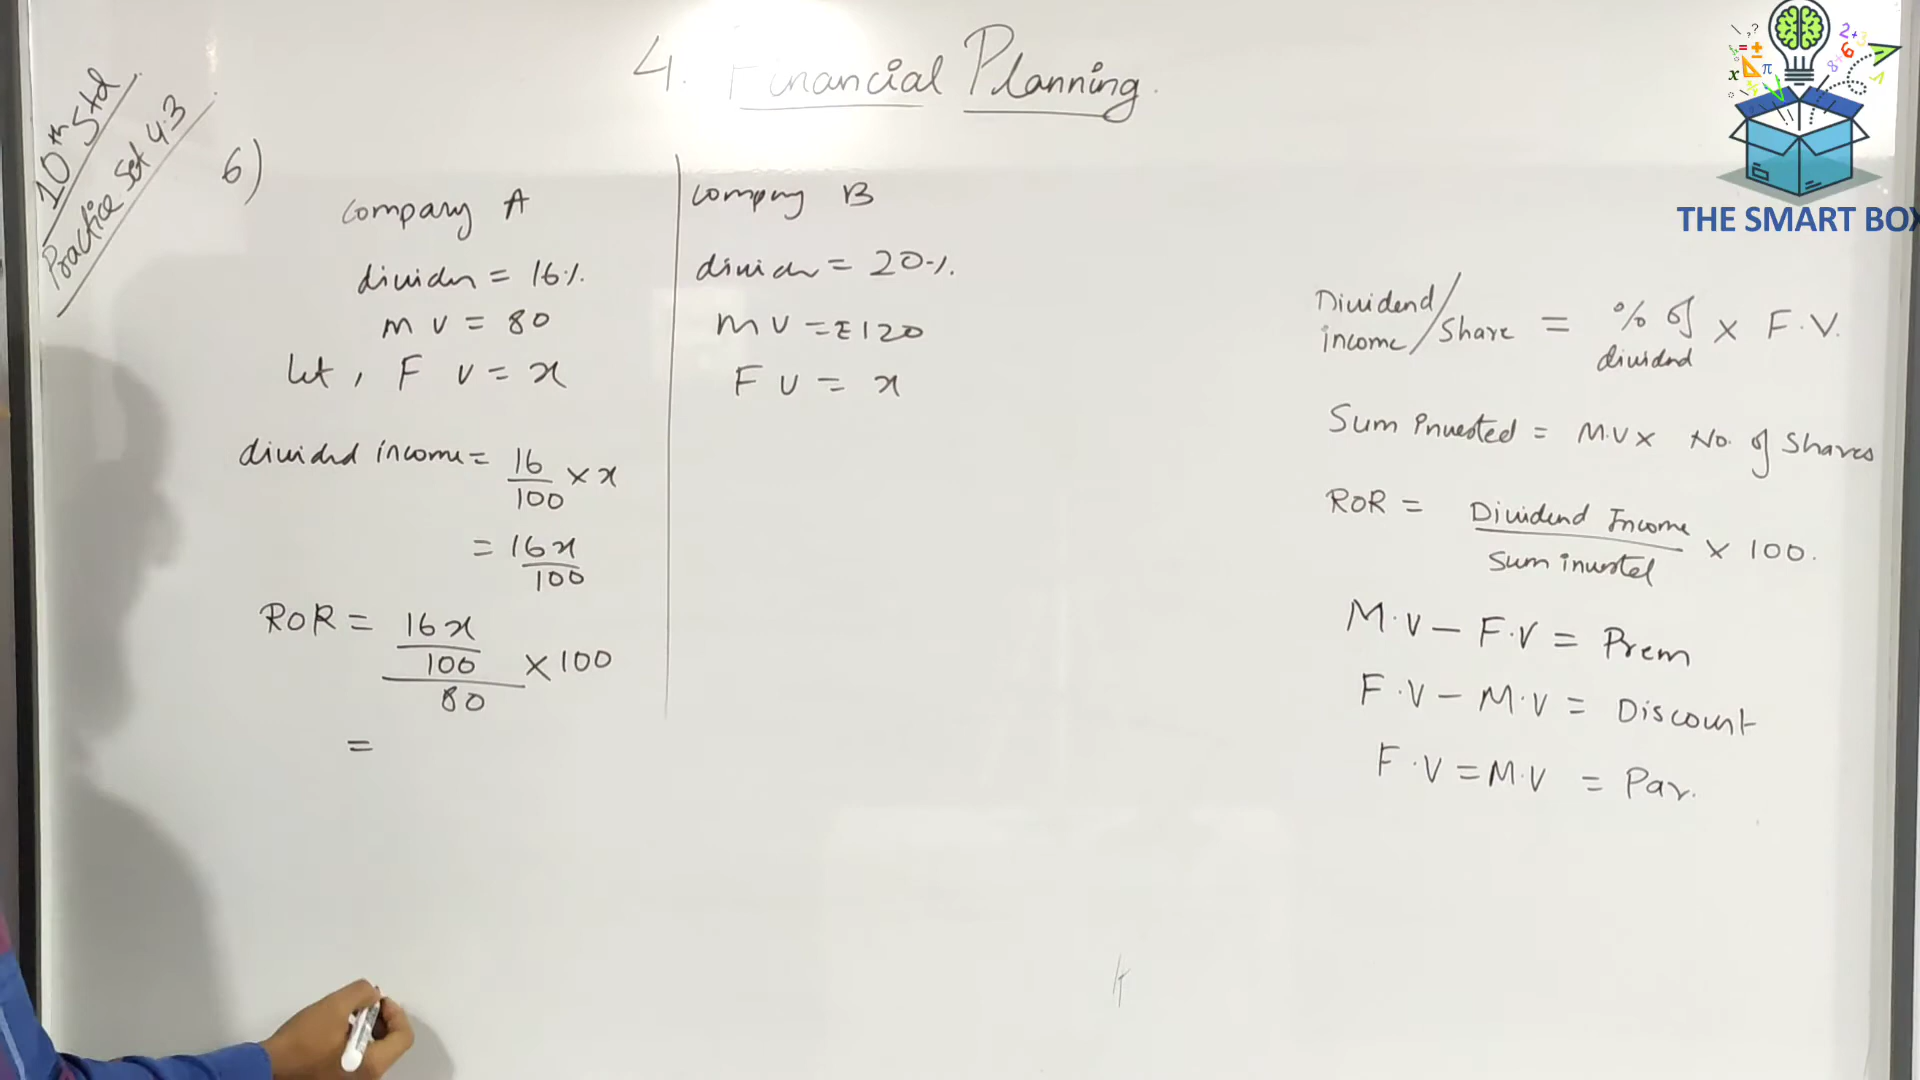 4. Financial Planning.
10th Std
Practice Set 4.3
6)
Company A
dividen = 16%.
M V = 80
Let, F V = x
dividend income = 16/100 × x
= 16x/100
ROR = 16x/100/80 × 100
=
Company B
dividen = 20%.
M V = ₹120
F V = x
Dividend income/Share = % of dividend × F.V.
Sum Invested = M.V × No. of Shares
ROR = Dividend Income/Sum invested × 100.
M.V – F.V = Prem
F.V – M.V = Discount
F.V = M.V = Par.
THE SMART BOX